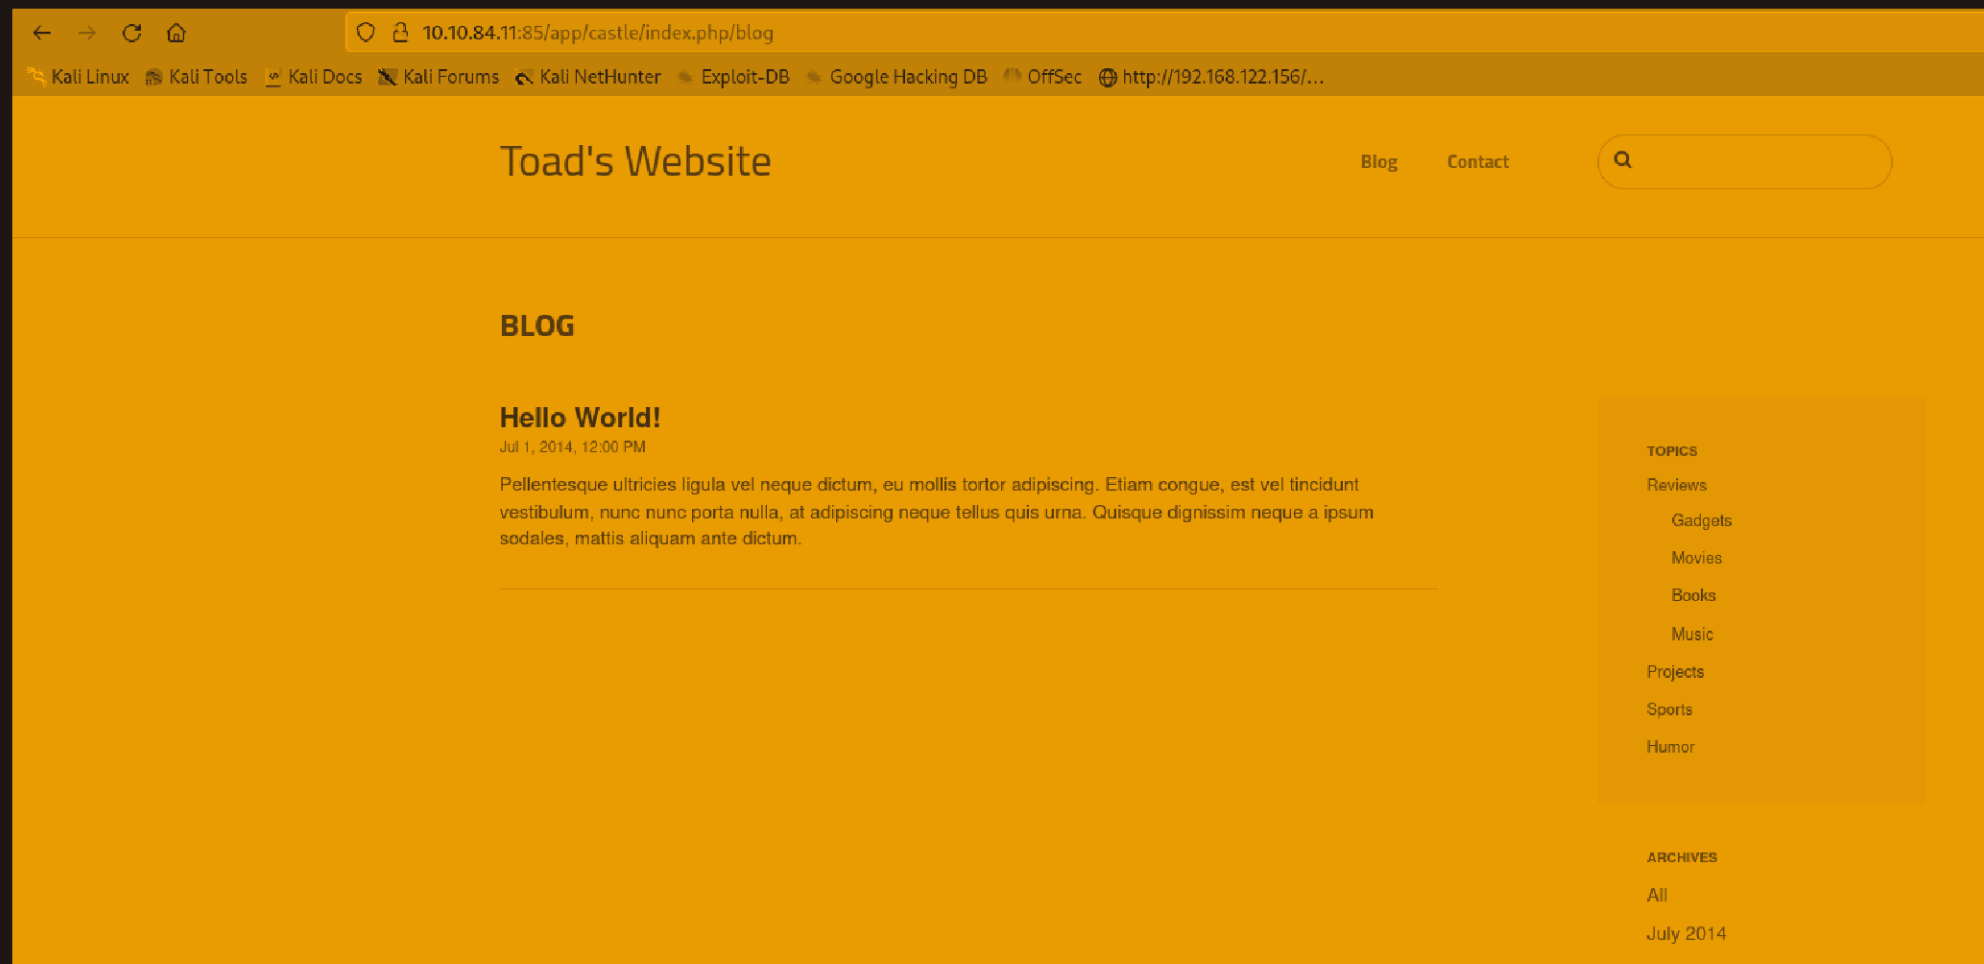 10.10.84.11:85/app/castle/index.php/blog
Kali Linux Kali Tools Kali Docs Kali Forums Kali NetHunter Exploit-DB Google Hacking DB OffSec http://192.168.122.156/...
Toad's Website
Blog Contact
BLOG
Hello World!
Jul 1, 2014, 12:00 PM
Pellentesque ultricies ligula vel neque dictum, eu mollis tortor adipiscing. Etiam congue, est vel tincidunt
vestibulum, nunc nunc porta nulla, at adipiscing neque tellus quis urna. Quisque dignissim neque a ipsum
sodales, mattis aliquam ante dictum.
TOPICS
Reviews
Gadgets
Movies
Books
Music
Projects
Sports
Humor
ARCHIVES
All
July 2014